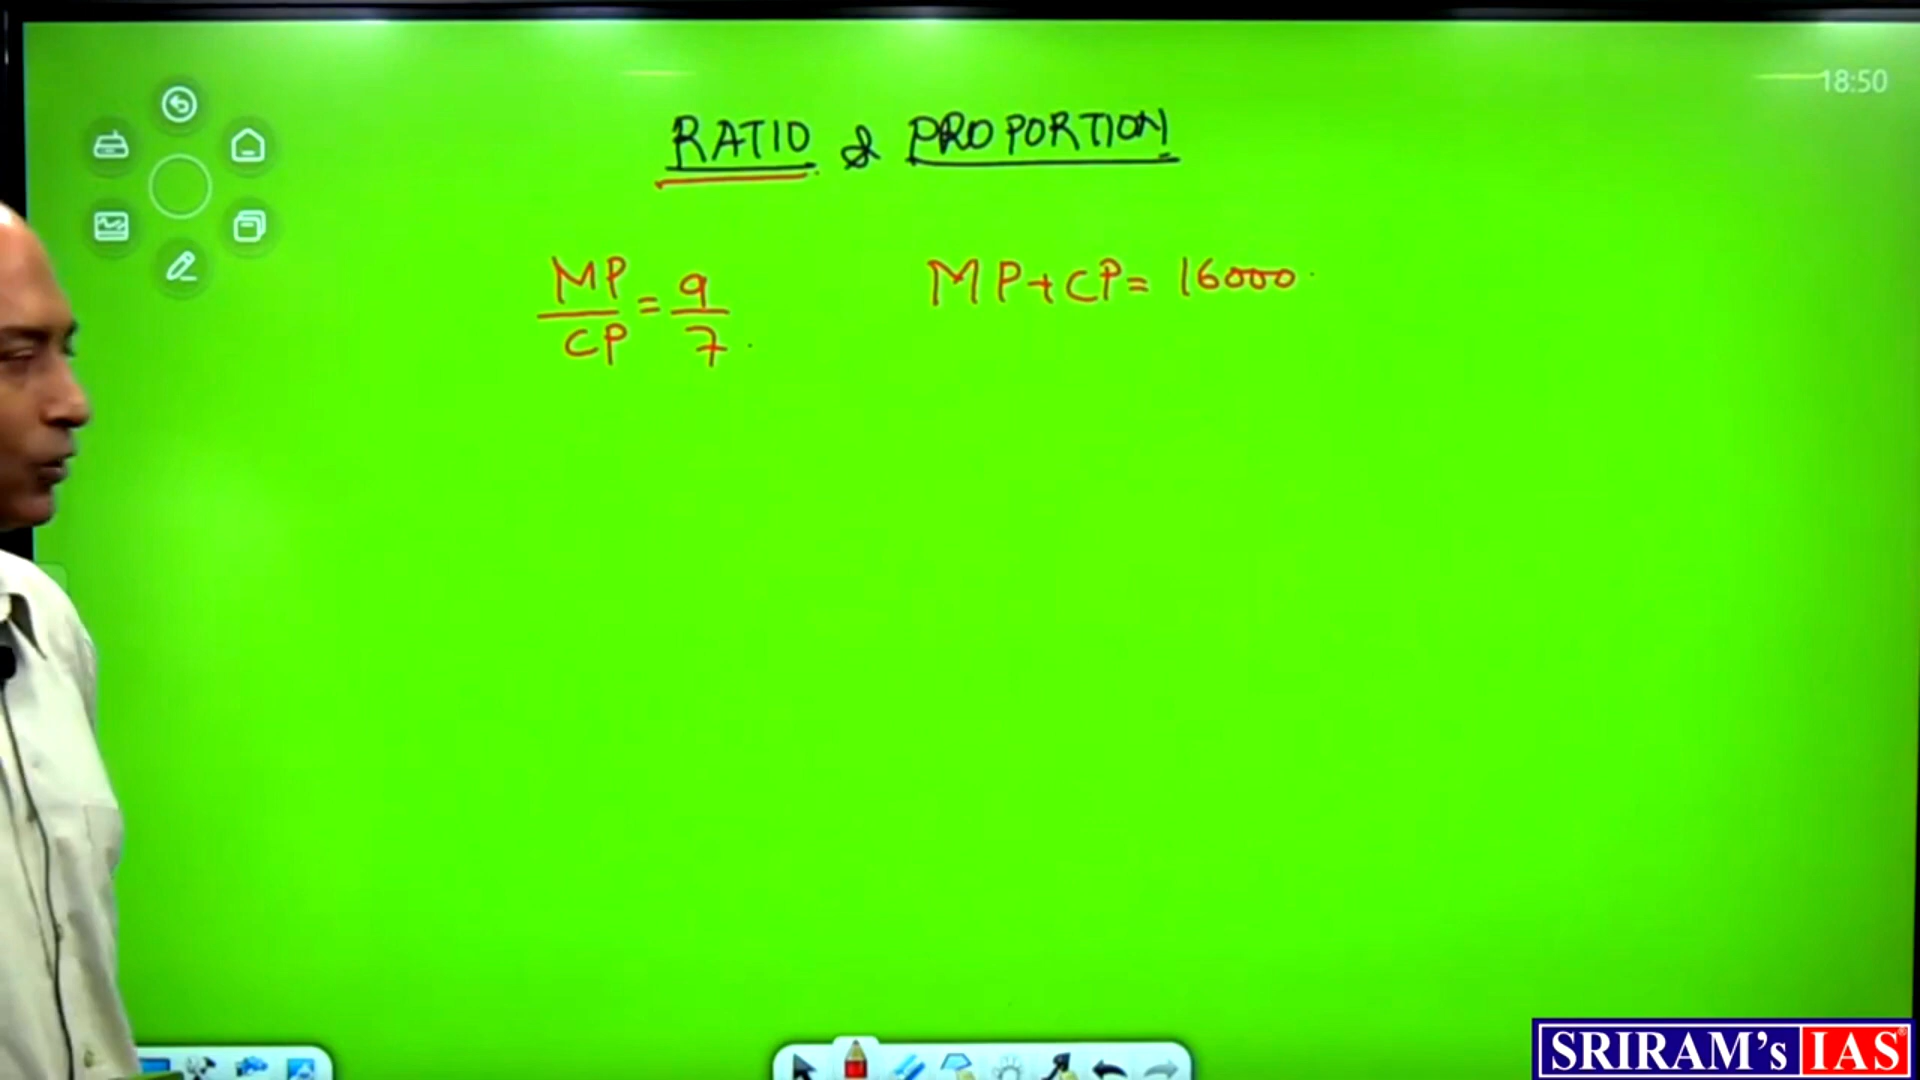 18:50
RATIO & PROPORTION
MP/CP = 9/7.
MP+CP= 16000.
SRIRAM's IAS